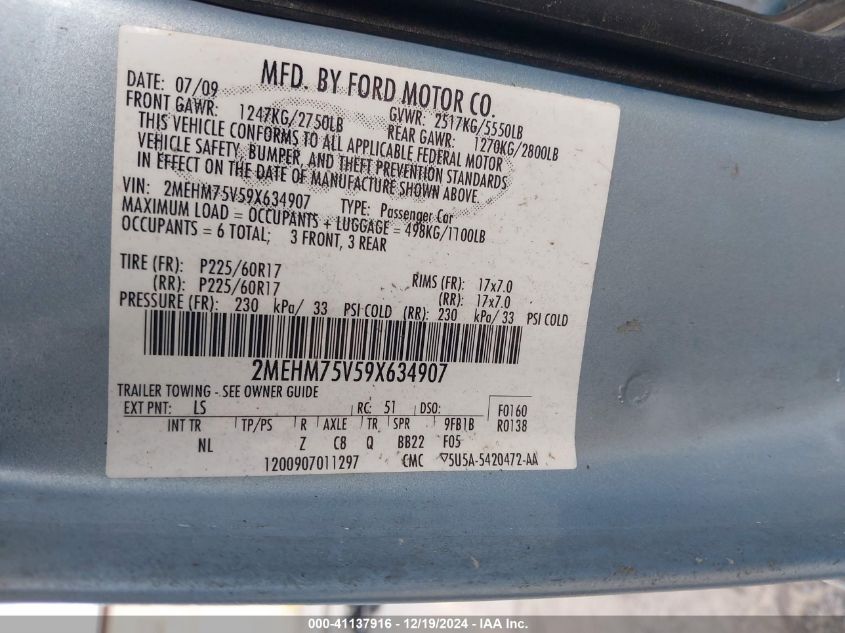 MFD. BY FORD MOTOR CO.
DATE: 07/09 GVWR: 2517KG/5550LB
FRONT GAWR: 1247KG/2750LB REAR GAWR: 1270KG/2800LB
THIS VEHICLE CONFORMS TO ALL APPLICABLE FEDERAL MOTOR
VEHICLE SAFETY, BUMPER, AND THEFT PREVENTION STANDARDS
IN EFFECT ON THE DATE OF MANUFACTURE SHOWN ABOVE.
VIN: 2MEHM75V59X634907 TYPE: Passenger Car
MAXIMUM LOAD = OCCUPANTS + LUGGAGE = 498KG/1100LB
OCCUPANTS = 6 TOTAL; 3 FRONT, 3 REAR
TIRE (FR): P225/60R17 RIMS (FR): 17x7.0
(RR): P225/60R17 (RR): 17x7.0
PRESSURE (FR): 230 kPa/ 33 PSI COLD (RR): 230 kPa/ 33 PSI COLD
2MEHM75V59X634907
TRAILER TOWING - SEE OWNER GUIDE
EXT PNT: LS RC: 51 DSO: F0160
INT TR TP/PS R AXLE TR SPR 9FB1B R0138
NL Z C8 Q BB22 F05
1200907011297 CMC ▽5U5A-5420472-AA
000-41137916 - 12/19/2024 - IAA Inc.